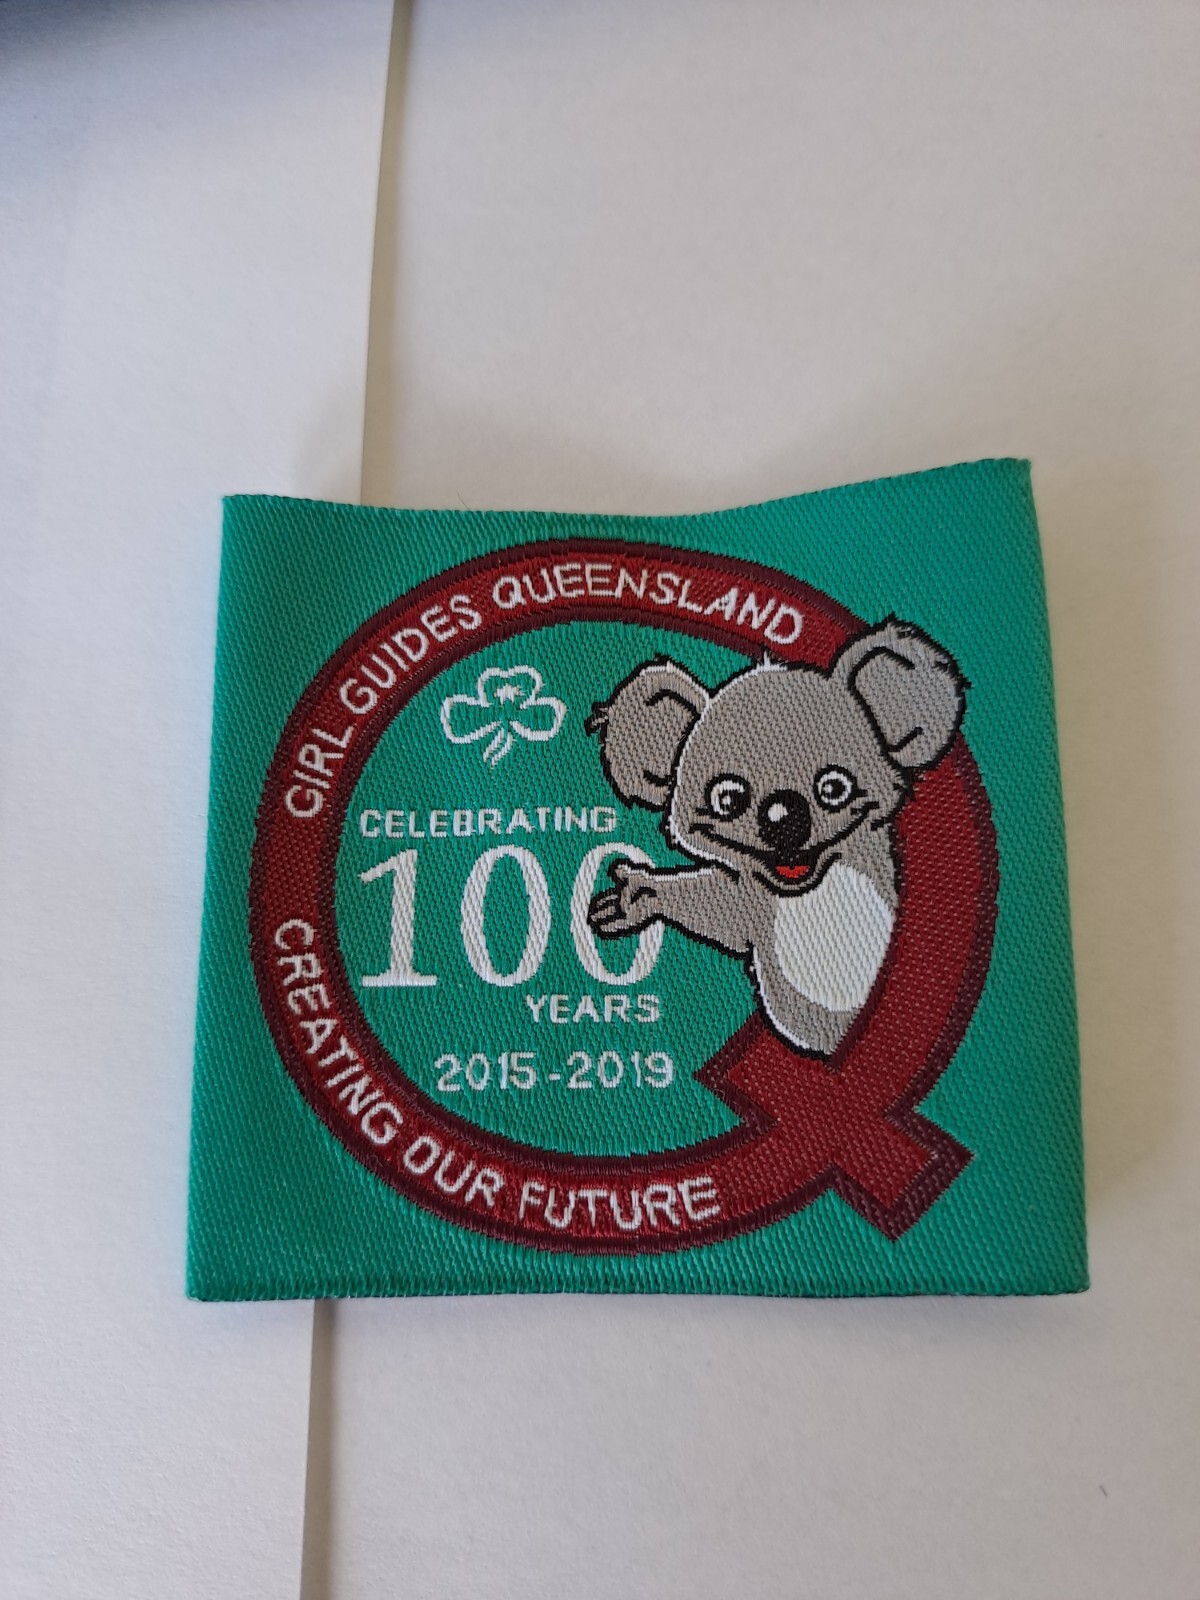 GIRL GUIDES QUEENSLAND
CELEBRATING
100
YEARS
2015-2019
CREATING OUR FUTURE